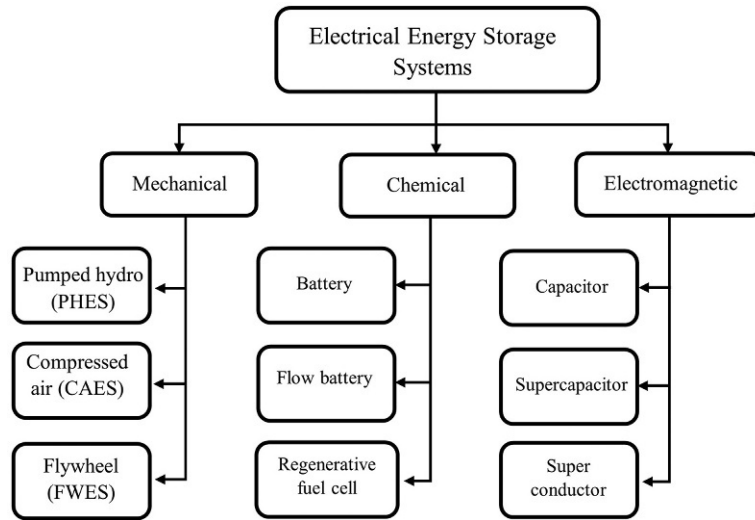 Electrical Energy Storage
Systems
Mechanical
Chemical
Electromagnetic
Pumped hydro
(PHES)
Compressed
air (CAES)
Flywheel
(FWES)
Battery
Flow battery
Regenerative
fuel cell
Capacitor
Supercapacitor
Super
conductor